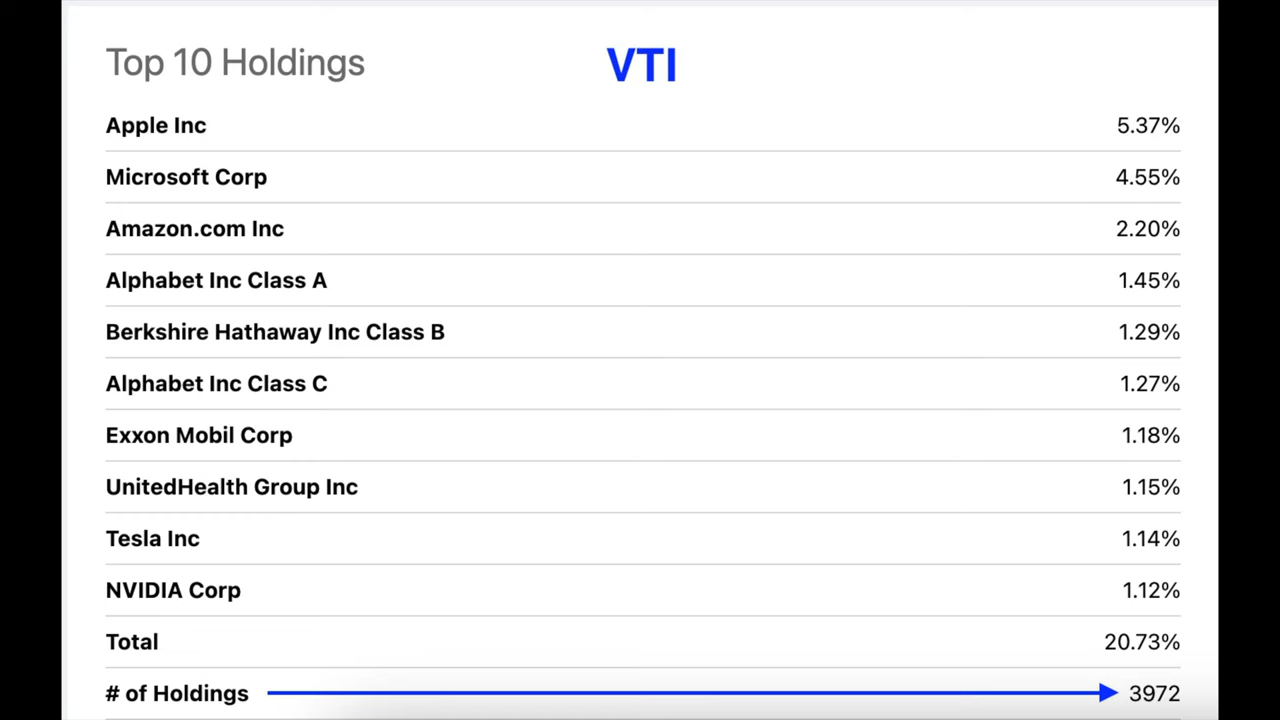 Top 10 Holdings VTI
Apple Inc 5.37%
Microsoft Corp 4.55%
Amazon.com Inc 2.20%
Alphabet Inc Class A 1.45%
Berkshire Hathaway Inc Class B 1.29%
Alphabet Inc Class C 1.27%
Exxon Mobil Corp 1.18%
UnitedHealth Group Inc 1.15%
Tesla Inc 1.14%
NVIDIA Corp 1.12%
Total 20.73%
# of Holdings 3972